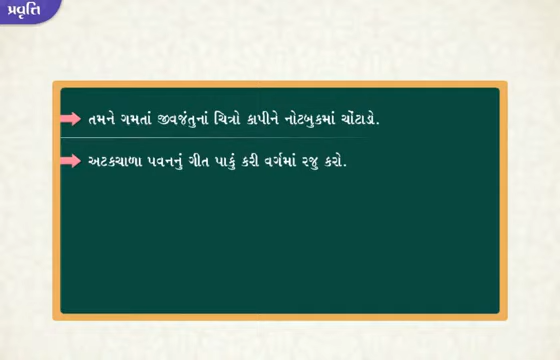 પ્રવૃત્તિ
તમને ગમતાં જીવજંતુનાં ચિત્રો કાપીને નોટબુકમાં ચોંટાડો.
અટકચાળા પવનનું ગીત પાકું કરી વર્ગમાં રજુ કરો.